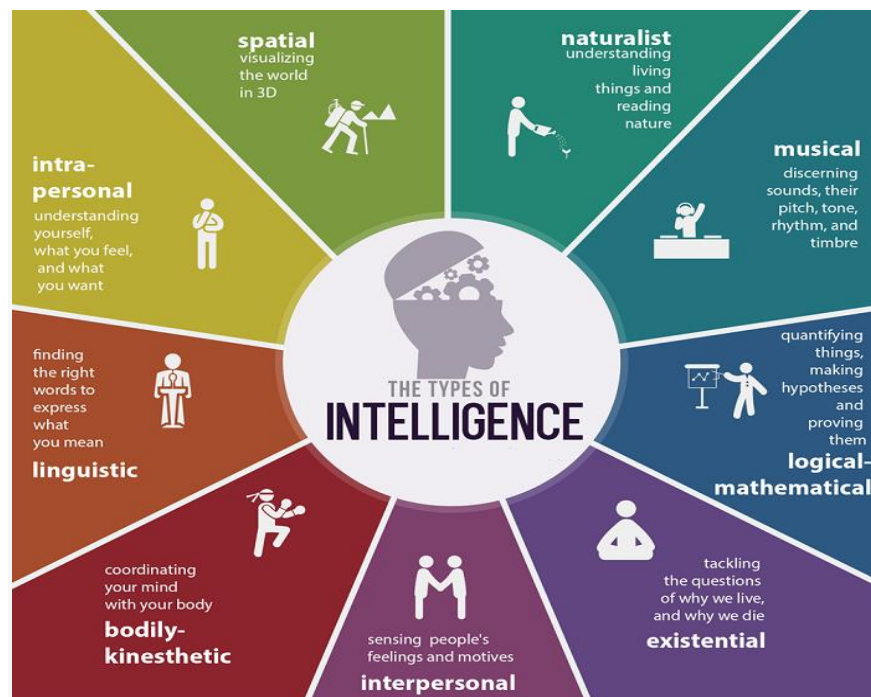 spatial
visualizing
the world
in 3D
naturalist
understanding
living
things and
reading
nature
musical
discerning
sounds, their
pitch, tone,
rhythm, and
timbre
quantifying
things,
making
hypotheses
and
proving
them
logical-
mathematical
tackling
the questions
of why we live,
and why we die
existential
sensing people's
feelings and motives
interpersonal
coordinating
your mind
with your body
bodily-
kinesthetic
finding
the right
words to
express
what
you mean
linguistic
intra-
personal
understanding
yourself,
what you feel,
and what
you want
THE TYPES OF
INTELLIGENCE